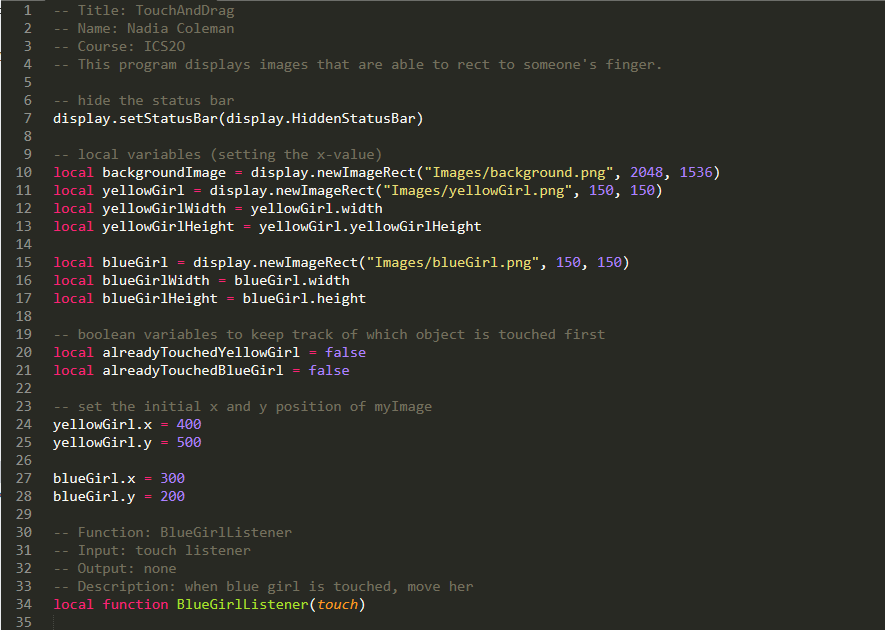 1 -- Title: TouchAndDrag
2 -- Name: Nadia Coleman
3 -- Course: ICS2O
4 -- This program displays images that are able to rect to someone's finger.
5
6 -- hide the status bar
7 display.setStatusBar(display.HiddenStatusBar)
8
9 -- local variables (setting the x-value)
10 local backgroundImage = display.newImageRect("Images/background.png", 2048, 1536)
11 local yellowGirl = display.newImageRect("Images/yellowGirl.png", 150, 150)
12 local yellowGirlWidth = yellowGirl.width
13 local yellowGirlHeight = yellowGirl.yellowGirlHeight
14
15 local blueGirl = display.newImageRect("Images/blueGirl.png", 150, 150)
16 local blueGirlWidth = blueGirl.width
17 local blueGirlHeight = blueGirl.height
18
19 -- boolean variables to keep track of which object is touched first
20 local alreadyTouchedYellowGirl = false
21 local alreadyTouchedBlueGirl = false
22
23 -- set the initial x and y position of myImage
24 yellowGirl.x = 400
25 yellowGirl.y = 500
26
27 blueGirl.x = 300
28 blueGirl.y = 200
29
30 -- Function: BlueGirlListener
31 -- Input: touch listener
32 -- Output: none
33 -- Description: when blue girl is touched, move her
34 local function BlueGirlListener(touch)
35